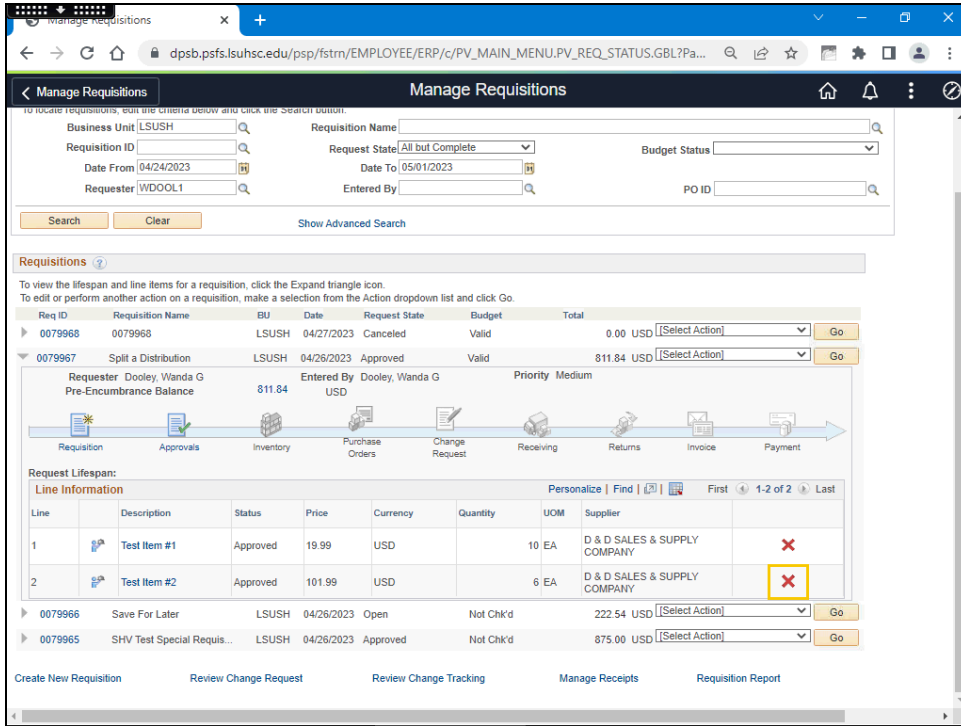 Manage Requisitions
dpsb.psfs.lsuhsc.edu/psp/fstrn/EMPLOYEE/ERP/c/PV_MAIN_MENU.PV_REQ_STATUS.GBL?Pa...
Manage Requisitions
Manage Requisitions
To locate requisitions, edit the criteria below and click the Search button.
Business Unit LSUSH Requisition Name
Requisition ID Request State All but Complete Budget Status
Date From 04/24/2023 Date To 05/01/2023
Requester WDOOL1 Entered By PO ID
Search Clear Show Advanced Search
Requisitions ?
To view the lifespan and line items for a requisition, click the Expand triangle icon.
To edit or perform another action on a requisition, make a selection from the Action dropdown list and click Go.
Req ID Requisition Name BU Date Request State Budget Total
0079968 0079968 LSUSH 04/27/2023 Canceled Valid 0.00 USD [Select Action] Go
0079967 Split a Distribution LSUSH 04/26/2023 Approved Valid 811.84 USD [Select Action] Go
Requester Dooley, Wanda G Entered By Dooley, Wanda G Priority Medium
Pre-Encumbrance Balance 811.84 USD
Requisition Approvals Inventory Purchase Orders Change Request Receiving Returns Invoice Payment
Request Lifespan:
Line Information Personalize | Find | First 1-2 of 2 Last
Line Description Status Price Currency Quantity UOM Supplier
1 Test Item #1 Approved 19.99 USD 10 EA D & D SALES & SUPPLY COMPANY
2 Test Item #2 Approved 101.99 USD 6 EA D & D SALES & SUPPLY COMPANY
0079966 Save For Later LSUSH 04/26/2023 Open Not Chk'd 222.54 USD [Select Action] Go
0079965 SHV Test Special Requis... LSUSH 04/26/2023 Approved Not Chk'd 875.00 USD [Select Action] Go
Create New Requisition Review Change Request Review Change Tracking Manage Receipts Requisition Report